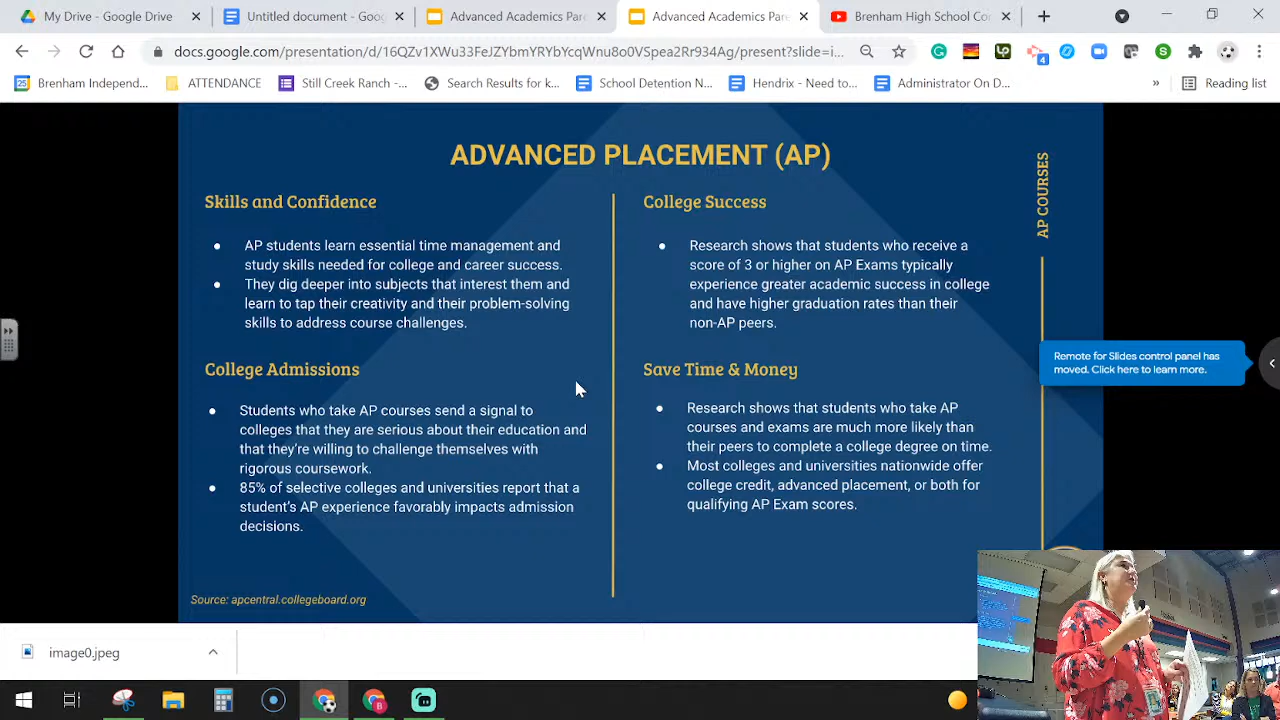 My Drive - Google Drive
Untitled document - Goo
Advanced Academics Pare
Advanced Academics Pare
Brenham High School Co
docs.google.com/presentation/d/16QZv1XWu33FeJZYbmYRYbYcqWnu8o0VSpea2Rr934Ag/present?slide=i...
4
Brenham Independ...
ATTENDANCE
Still Creek Ranch -...
Search Results for k...
School Detention N...
Hendrix - Need to...
Administrator On D...
»
Reading list
ADVANCED PLACEMENT (AP)
AP COURSES
Skills and Confidence
● AP students learn essential time management and
study skills needed for college and career success.
● They dig deeper into subjects that interest them and
learn to tap their creativity and their problem-solving
skills to address course challenges.
College Admissions
● Students who take AP courses send a signal to
colleges that they are serious about their education and
that they're willing to challenge themselves with
rigorous coursework.
● 85% of selective colleges and universities report that a
student's AP experience favorably impacts admission
decisions.
College Success
● Research shows that students who receive a
score of 3 or higher on AP Exams typically
experience greater academic success in college
and have higher graduation rates than their
non-AP peers.
Save Time & Money
● Research shows that students who take AP
courses and exams are much more likely than
their peers to complete a college degree on time.
● Most colleges and universities nationwide offer
college credit, advanced placement, or both for
qualifying AP Exam scores.
Remote for Slides control panel has
moved. Click here to learn more.
Source: apcentral.collegeboard.org
image0.jpeg